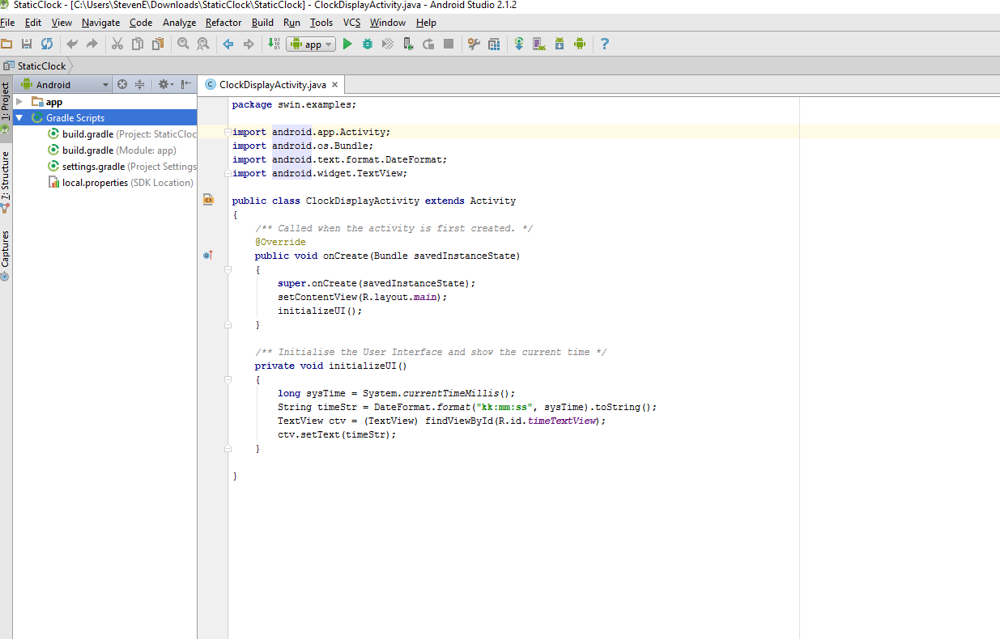 StaticClock - [C:\Users\StevenE\Downloads\StaticClock\StaticClock] - ClockDisplayActivity.java - Android Studio 2.1.2
File Edit View Navigate Code Analyze Refactor Build Run Tools VCS Window Help
app
StaticClock
1: Project
7: Structure
Captures
Android
app
Gradle Scripts
build.gradle (Project: StaticCloc
build.gradle (Module: app)
settings.gradle (Project Settings
local.properties (SDK Location)
ClockDisplayActivity.java
package swin.examples;
import android.app.Activity;
import android.os.Bundle;
import android.text.format.DateFormat;
import android.widget.TextView;
public class ClockDisplayActivity extends Activity
{
/** Called when the activity is first created. */
@Override
public void onCreate(Bundle savedInstanceState)
{
super.onCreate(savedInstanceState);
setContentView(R.layout.main);
initializeUI();
}
/** Initialise the User Interface and show the current time */
private void initializeUI()
{
long sysTime = System.currentTimeMillis();
String timeStr = DateFormat.format("kk:mm:ss", sysTime).toString();
TextView ctv = (TextView) findViewById(R.id.timeTextView);
ctv.setText(timeStr);
}
}